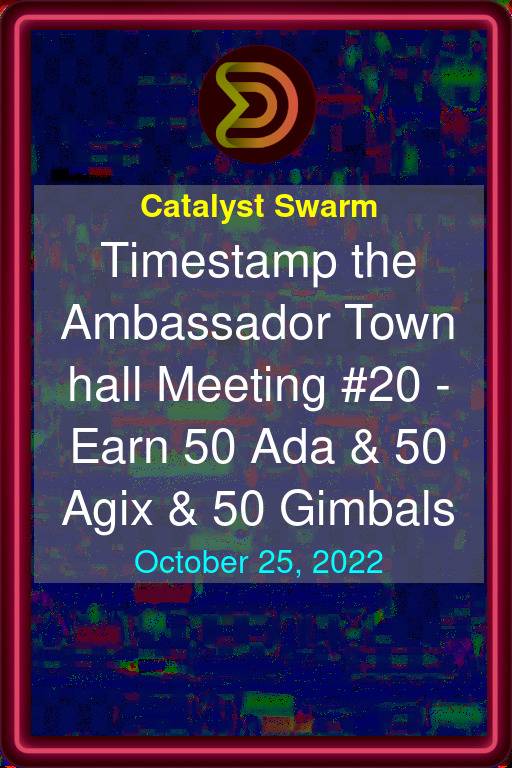 Catalyst Swarm
Timestamp the
Ambassador Town
hall Meeting #20 -
Earn 50 Ada & 50
Agix & 50 Gimbals
October 25, 2022